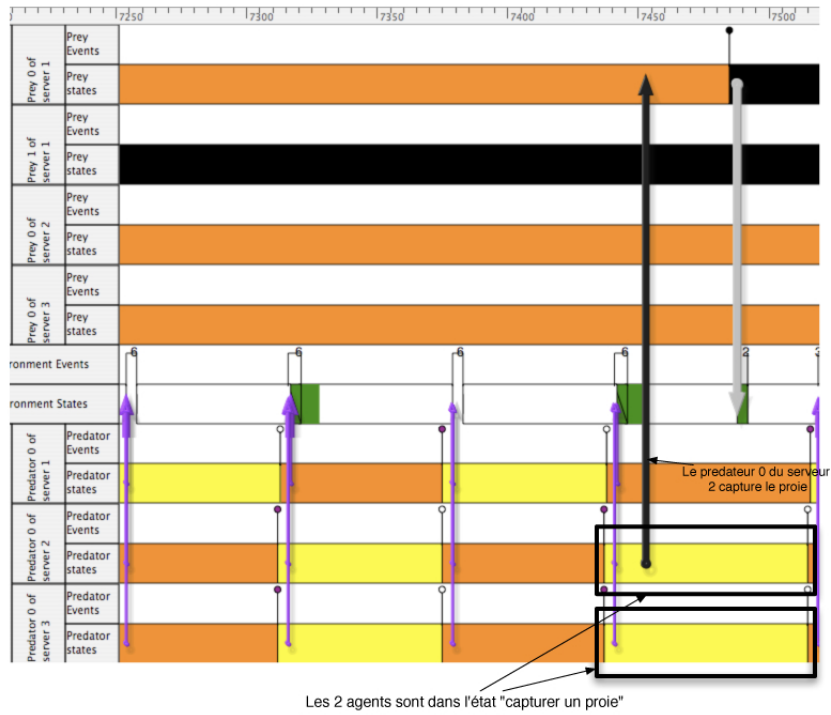 7250 7300 7350 7400 7450 7500
Prey 0 of
server 1
Prey
Events
Prey
states
Prey 1 of
server 1
Prey
Events
Prey
states
Prey 0 of
server 2
Prey
Events
Prey
states
Prey 0 of
server 3
Prey
Events
Prey
states
ronment Events
6 6 6 6 2
ronment States
Predator 0 of
server 1
Predator
Events
Predator
states
Le predateur 0 du serveur
2 capture le proie
Predator 0 of
server 2
Predator
Events
Predator
states
Predator 0 of
server 3
Predator
Events
Predator
states
Les 2 agents sont dans l'état "capturer un proie"